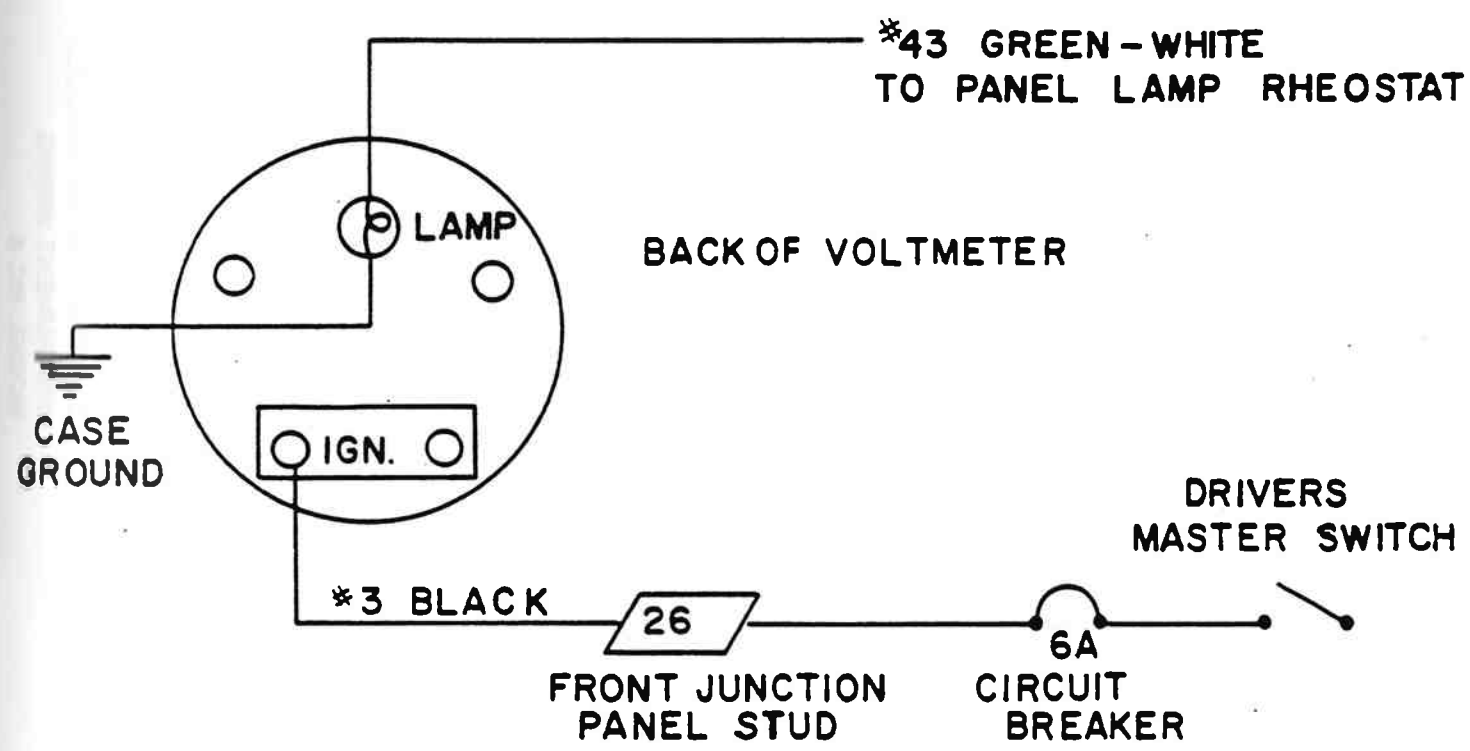 #43 GREEN-WHITE
TO PANEL LAMP RHEOSTAT
LAMP
BACK OF VOLTMETER
CASE
GROUND
IGN.
DRIVERS
MASTER SWITCH
#3 BLACK
26
6A
FRONT JUNCTION
PANEL STUD
CIRCUIT
BREAKER